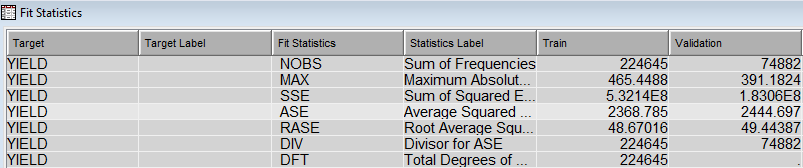 Fit Statistics
Target Target Label Fit Statistics Statistics Label Train Validation
YIELD NOBS Sum of Frequencies 224645 74882
YIELD MAX Maximum Absolut... 465.4488 391.1824
YIELD SSE Sum of Squared E... 5.3214E8 1.8306E8
YIELD ASE Average Squared ... 2368.785 2444.697
YIELD RASE Root Average Squ... 48.67016 49.44387
YIELD DIV Divisor for ASE 224645 74882
YIELD DFT Total Degrees of ... 224645 .